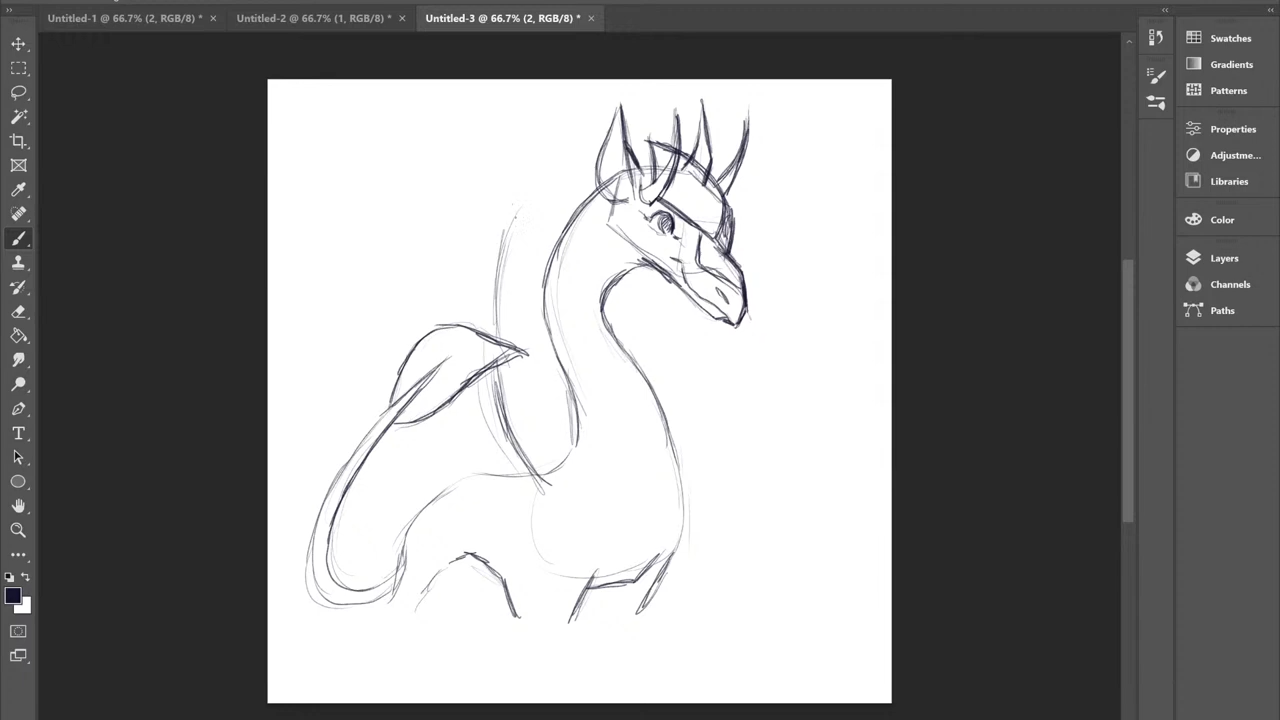 Untitled-1 @ 66.7% (2, RGB/8) *
Untitled-2 @ 66.7% (1, RGB/8) *
Untitled-3 @ 66.7% (2, RGB/8) *
Swatches
Gradients
Patterns
Properties
Adjustme...
Libraries
Color
Layers
Channels
Paths